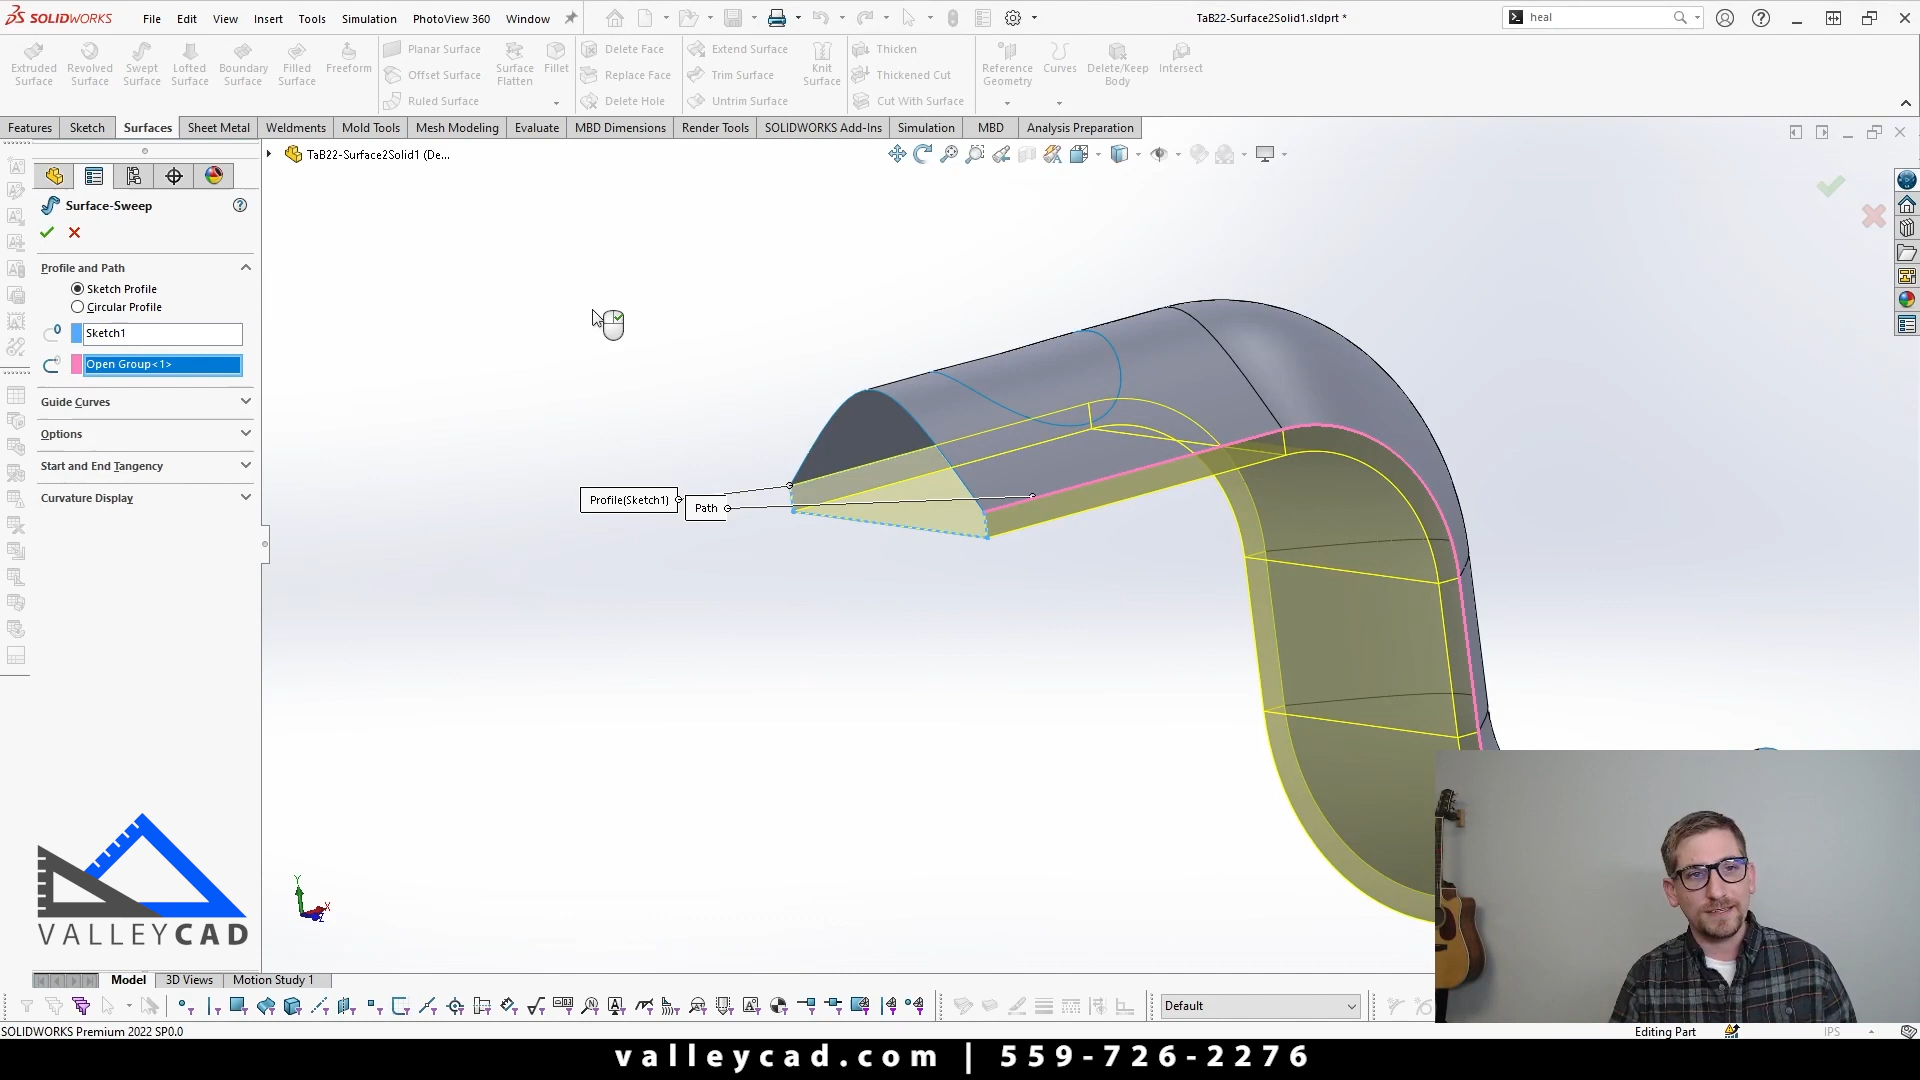 SOLIDWORKS File Edit View Insert Tools Simulation PhotoView 360 Window TaB22-Surface2Solid1.sldprt * heal
Extruded Surface
Revolved Surface
Swept Surface
Lofted Surface
Boundary Surface
Filled Surface
Freeform
Planar Surface
Offset Surface
Ruled Surface
Surface Flatten
Fillet
Delete Face
Replace Face
Delete Hole
Extend Surface
Trim Surface
Untrim Surface
Knit Surface
Thicken
Thickened Cut
Cut With Surface
Reference Geometry
Curves
Delete/Keep Body
Intersect
Features Sketch Surfaces Sheet Metal Weldments Mold Tools Mesh Modeling Evaluate MBD Dimensions Render Tools SOLIDWORKS Add-Ins Simulation MBD Analysis Preparation
TaB22-Surface2Solid1 (De...
Surface-Sweep
Profile and Path
Sketch Profile
Circular Profile
Sketch1
Open Group<1>
Guide Curves
Options
Start and End Tangency
Curvature Display
Profile(Sketch1)
Path
Y
X
Z
VALLEYCAD
Model 3D Views Motion Study 1
Default
SOLIDWORKS Premium 2022 SP0.0 Editing Part IPS
valleycad.com | 559-726-2276